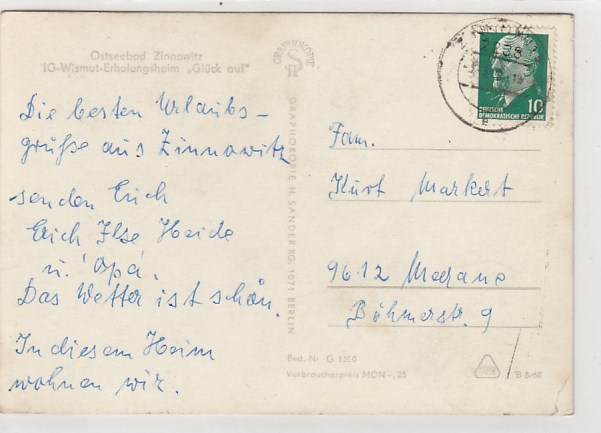 Ostseebad Zinnowitz
IG-Wismut-Erholungsheim „Glück auf"
Die besten Urlaubs-
grüße aus Zinnowitz
senden Euch
Erich Ilse Heide
u. Opa.
Das Wetter ist schön.
In diesem Heim
wohnen wir.
GRAPHOKOPIE H. SANDER KG, 1071 BERLIN
10
DEUTSCHE
DEMOKRATISCHE REPUBLIK
Fam.
Kurt Markert
9612 Meerane
Böhmerstr. 9
Best.-Nr. G
Verbraucherpreis MDN -,25